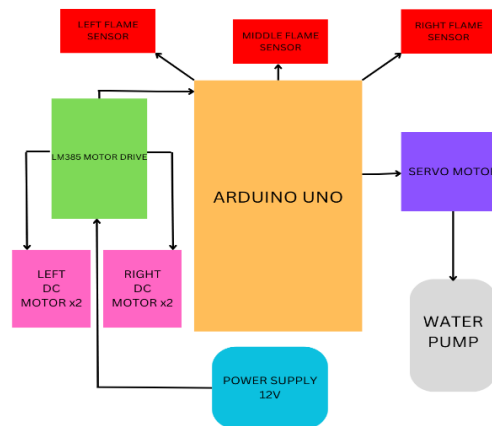 LEFT FLAME
SENSOR
MIDDLE FLAME
SENSOR
RIGHT FLAME
SENSOR
LM385 MOTOR DRIVE
ARDUINO UNO
SERVO MOTOR
LEFT
DC
MOTOR x2
RIGHT
DC
MOTOR x2
WATER
PUMP
POWER SUPPLY
12V